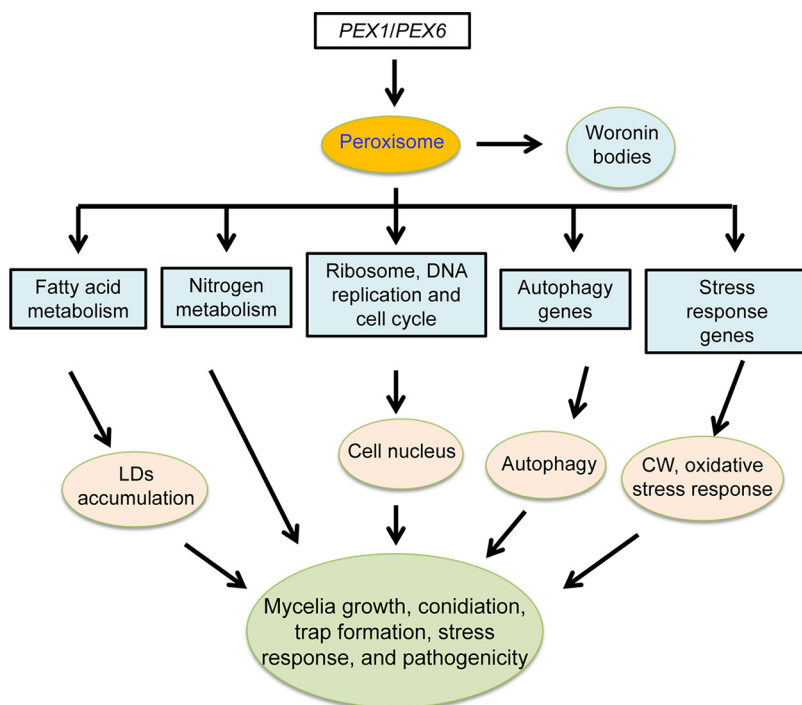 PEX1/PEX6
Peroxisome
Woronin
bodies
Fatty acid
metabolism
Nitrogen
metabolism
Ribosome, DNA
replication and
cell cycle
Autophagy
genes
Stress
response
genes
LDs
accumulation
Cell nucleus
Autophagy
CW, oxidative
stress response
Mycelia growth, conidiation,
trap formation, stress
response, and pathogenicity